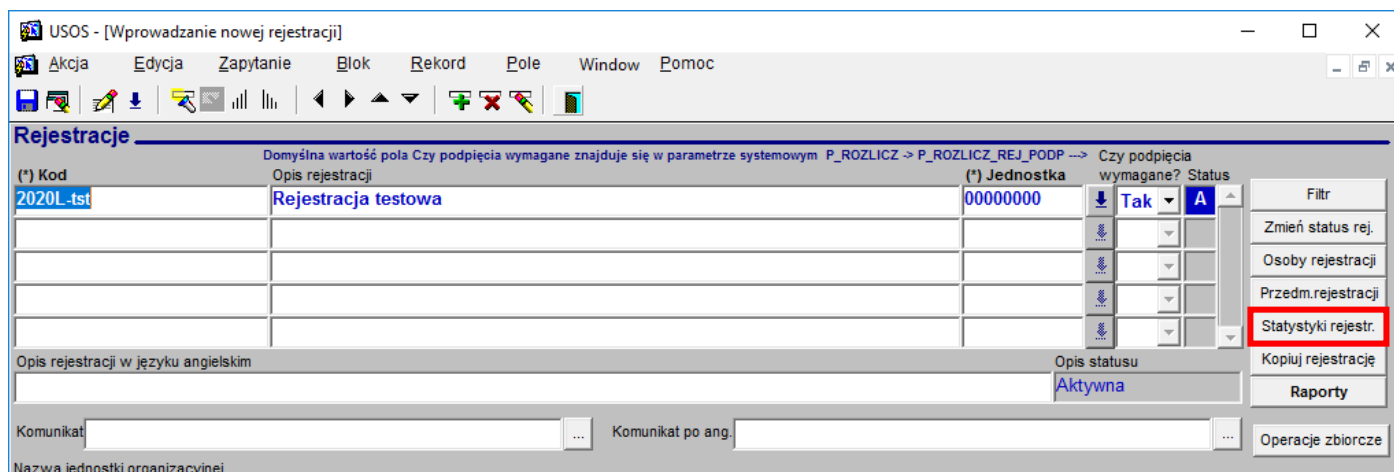 USOS - [Wprowadzanie nowej rejestracji]
Akcja Edycja Zapytanie Blok Rekord Pole Window Pomoc
Rejestracje
Domyślna wartość pola Czy podpięcia wymagane znajduje się w parametrze systemowym P_ROZLICZ -> P_ROZLICZ_REJ_PODP ---> Czy podpięcia
(*) Kod Opis rejestracji (*) Jednostka wymagane? Status
2020L-tst Rejestracja testowa 00000000 Tak A
Filtr
Zmień status rej.
Osoby rejestracji
Przedm.rejestracji
Statystyki rejestr.
Opis rejestracji w języku angielskim Opis statusu Kopiuj rejestrację
Aktywna Raporty
Komunikat ... Komunikat po ang. ... Operacje zbiorcze
Nazwa jednostki organizacyjnej